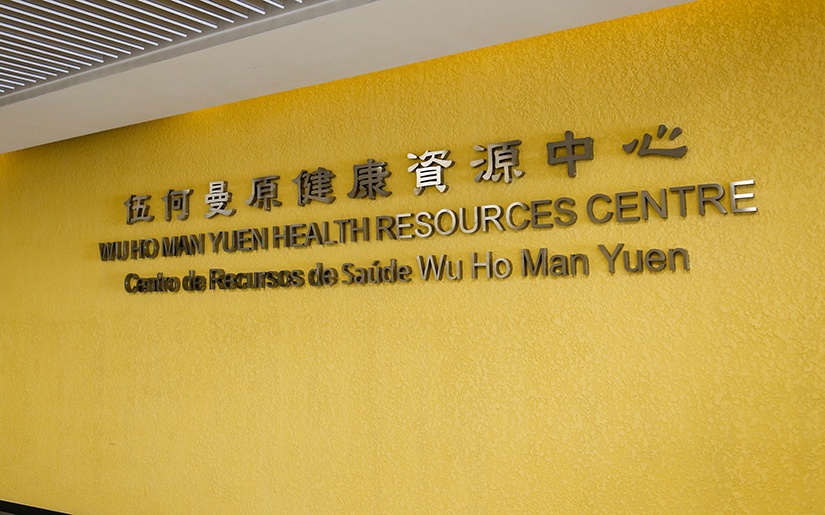 伍何曼原健康資源中心
WU HO MAN YUEN HEALTH RESOURCES CENTRE
Centro de Recursos de Saúde Wu Ho Man Yuen